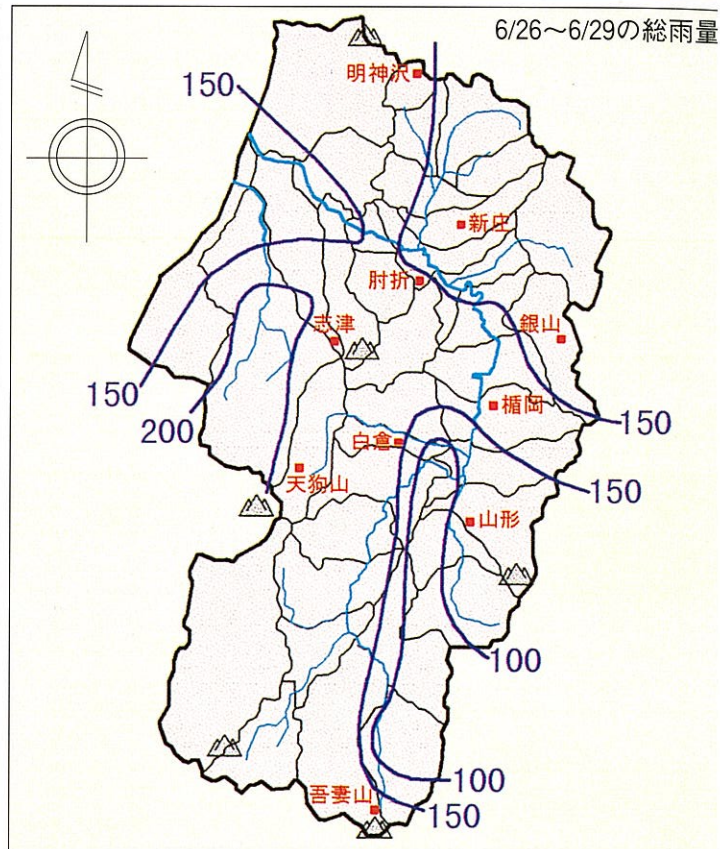 6/26～6/29の総雨量
明神沢
150
新庄
肘折
志津
銀山
150
200
楯岡
150
白倉
天狗山
150
山形
100
100
吾妻山
150